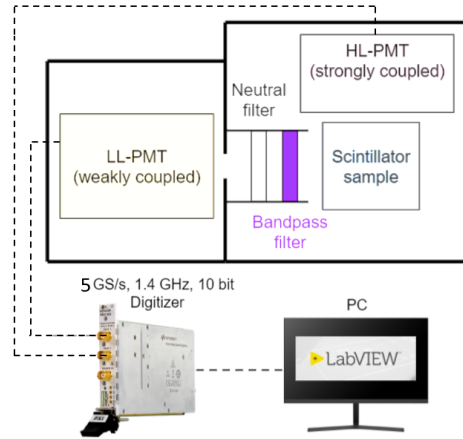 HL-PMT
(strongly coupled)
Neutral
filter
LL-PMT
(weakly coupled)
Scintillator
sample
Bandpass
filter
5 GS/s, 1.4 GHz, 10 bit
Digitizer
PC
LabVIEW